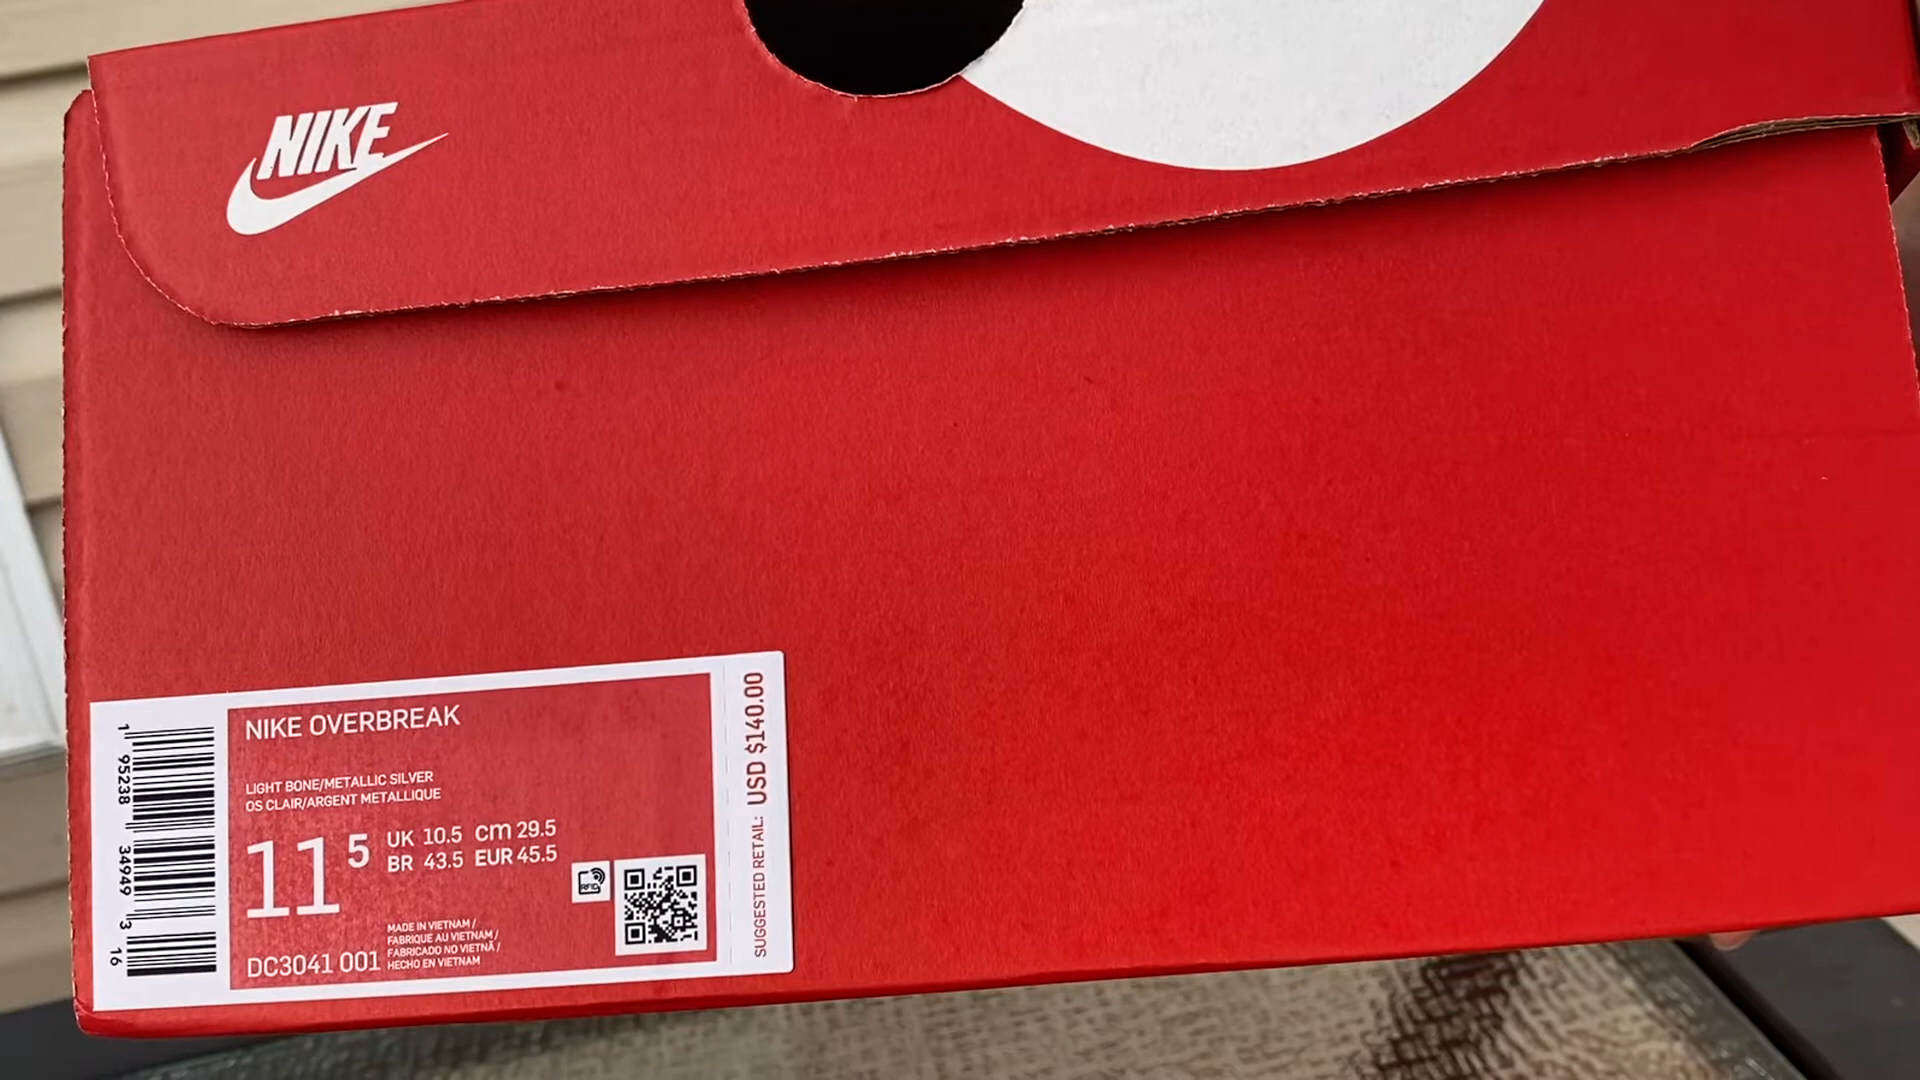 NIKE
NIKE OVERBREAK
LIGHT BONE/METALLIC SILVER
OS CLAIR/ARGENT METALLIQUE
11 5
UK 10.5 cm 29.5
BR 43.5 EUR 45.5
RFID
DC3041 001
MADE IN VIETNAM /
FABRIQUE AU VIETNAM /
FABRICADO NO VIETNÃ /
HECHO EN VIETNAM
1 95238 34949 3 16
SUGGESTED RETAIL: USD $140.00